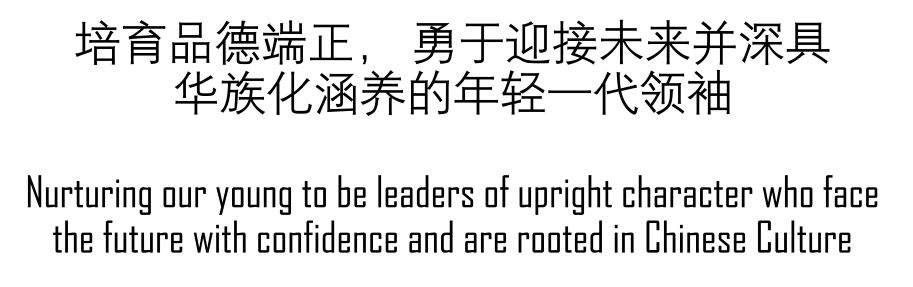 培育品德端正，勇于迎接未来并深具
华族化涵养的年轻一代领袖
Nurturing our young to be leaders of upright character who face
the future with confidence and are rooted in Chinese Culture